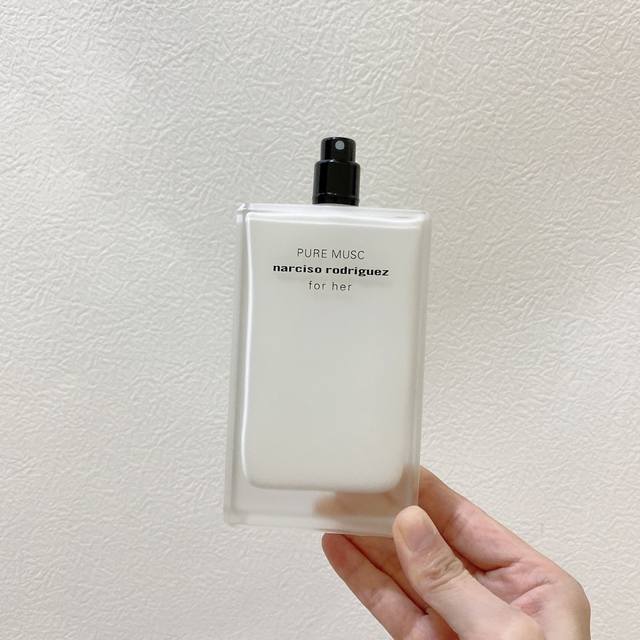 PURE MUSC
narciso rodriguez
for her